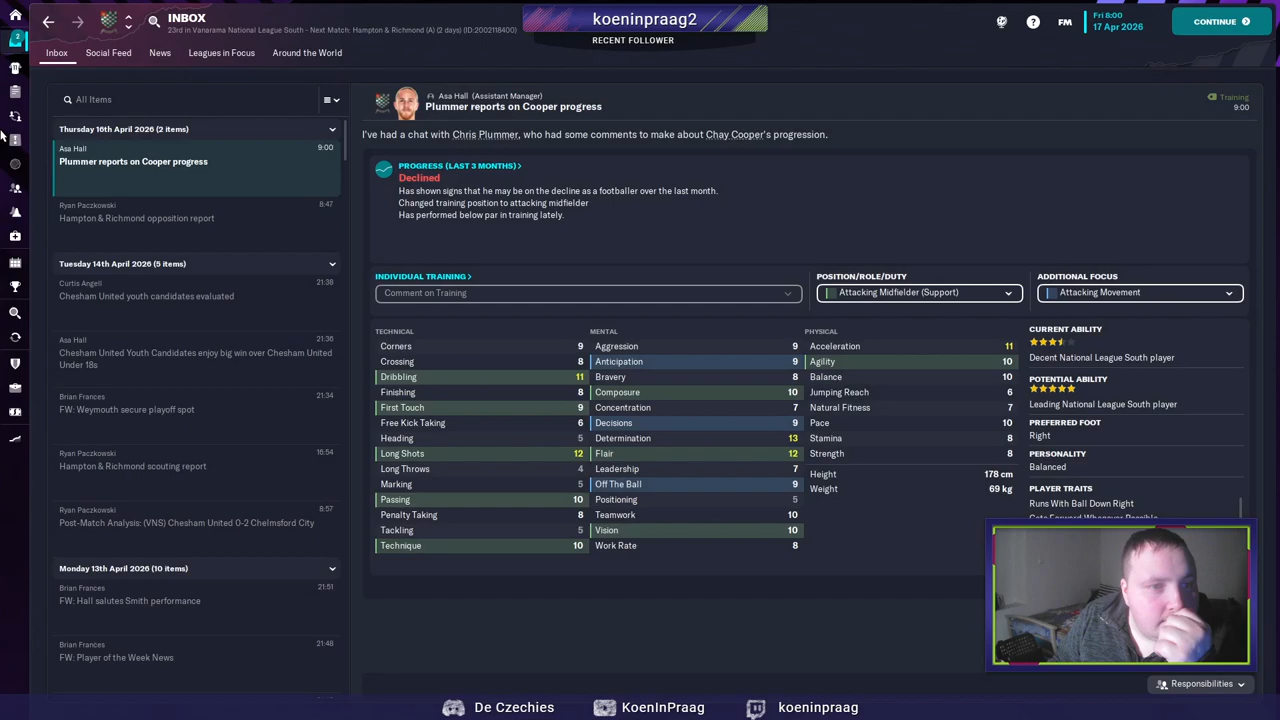 INBOX
23rd in Vanarama National League South - Next Match: Hampton & Richmond (A) (2 days) (ID:2002118400)
koeninpraag2
RECENT FOLLOWER
FM
Fri 8:00
17 Apr 2026
CONTINUE
2
Inbox
Social Feed
News
Leagues in Focus
Around the World
All Items
Thursday 16th April 2026 (2 items)
Asa Hall
9:00
Plummer reports on Cooper progress
Ryan Paczkowski
8:47
Hampton & Richmond opposition report
Tuesday 14th April 2026 (5 items)
Curtis Angell
21:38
Chesham United youth candidates evaluated
Asa Hall
21:36
Chesham United Youth Candidates enjoy big win over Chesham United
Under 18s
Brian Frances
21:34
FW: Weymouth secure playoff spot
Ryan Paczkowski
16:54
Hampton & Richmond scouting report
Ryan Paczkowski
8:57
Post-Match Analysis: (VNS) Chesham United 0-2 Chelmsford City
Monday 13th April 2026 (10 items)
Brian Frances
21:51
FW: Hall salutes Smith performance
Brian Frances
21:48
FW: Player of the Week News
Asa Hall (Assistant Manager)
Plummer reports on Cooper progress
Training
9:00
I've had a chat with Chris Plummer, who had some comments to make about Chay Cooper's progression.
PROGRESS (LAST 3 MONTHS)
Declined
Has shown signs that he may be on the decline as a footballer over the last month.
Changed training position to attacking midfielder
Has performed below par in training lately.
INDIVIDUAL TRAINING
Comment on Training
POSITION/ROLE/DUTY
Attacking Midfielder (Support)
ADDITIONAL FOCUS
Attacking Movement
TECHNICAL
Corners 9
Crossing 8
Dribbling 11
Finishing 8
First Touch 9
Free Kick Taking 6
Heading 5
Long Shots 12
Long Throws 4
Marking 5
Passing 10
Penalty Taking 8
Tackling 5
Technique 10
MENTAL
Aggression 9
Anticipation 9
Bravery 8
Composure 10
Concentration 7
Decisions 9
Determination 13
Flair 12
Leadership 7
Off The Ball 9
Positioning 5
Teamwork 10
Vision 10
Work Rate 8
PHYSICAL
Acceleration 11
Agility 10
Balance 10
Jumping Reach 6
Natural Fitness 7
Pace 10
Stamina 8
Strength 8
Height 178 cm
Weight 69 kg
CURRENT ABILITY
Decent National League South player
POTENTIAL ABILITY
Leading National League South player
PREFERRED FOOT
Right
PERSONALITY
Balanced
PLAYER TRAITS
Runs With Ball Down Right
Gets Forward Whenever Possible
Responsibilities
De Czechies
KoenInPraag
koeninpraag